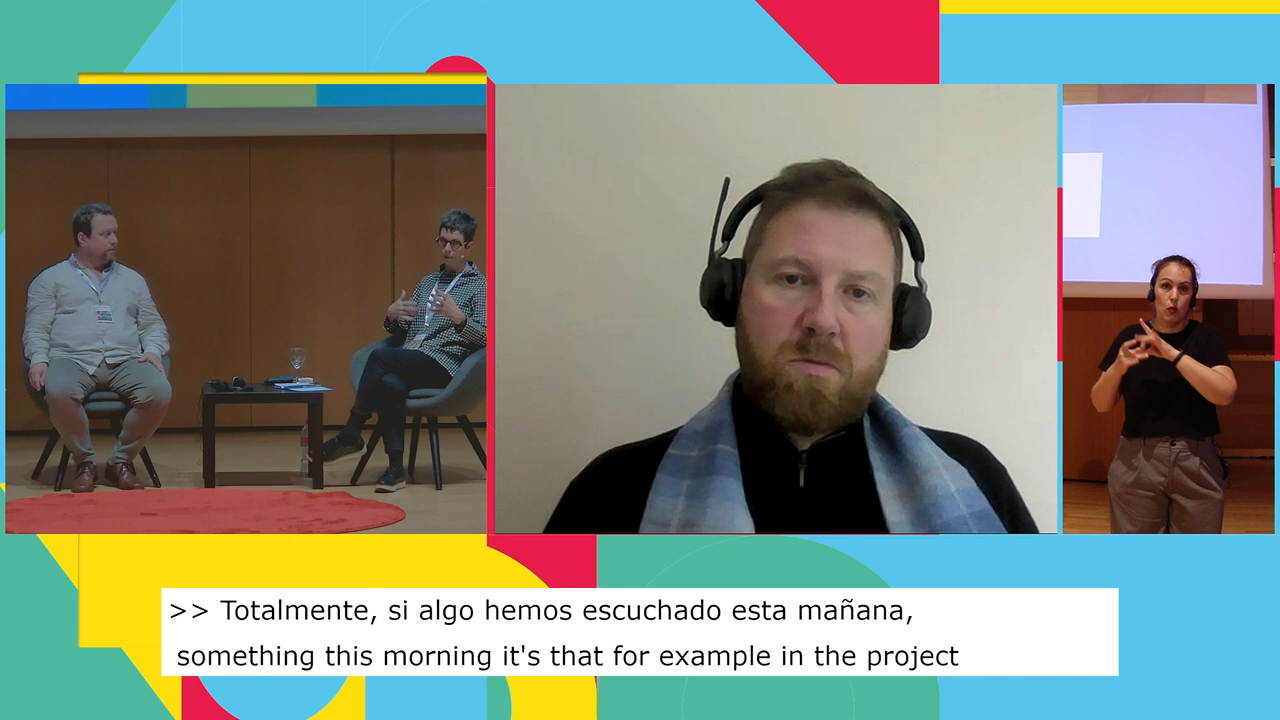 >> Totalmente, si algo hemos escuchado esta mañana,
something this morning it's that for example in the project